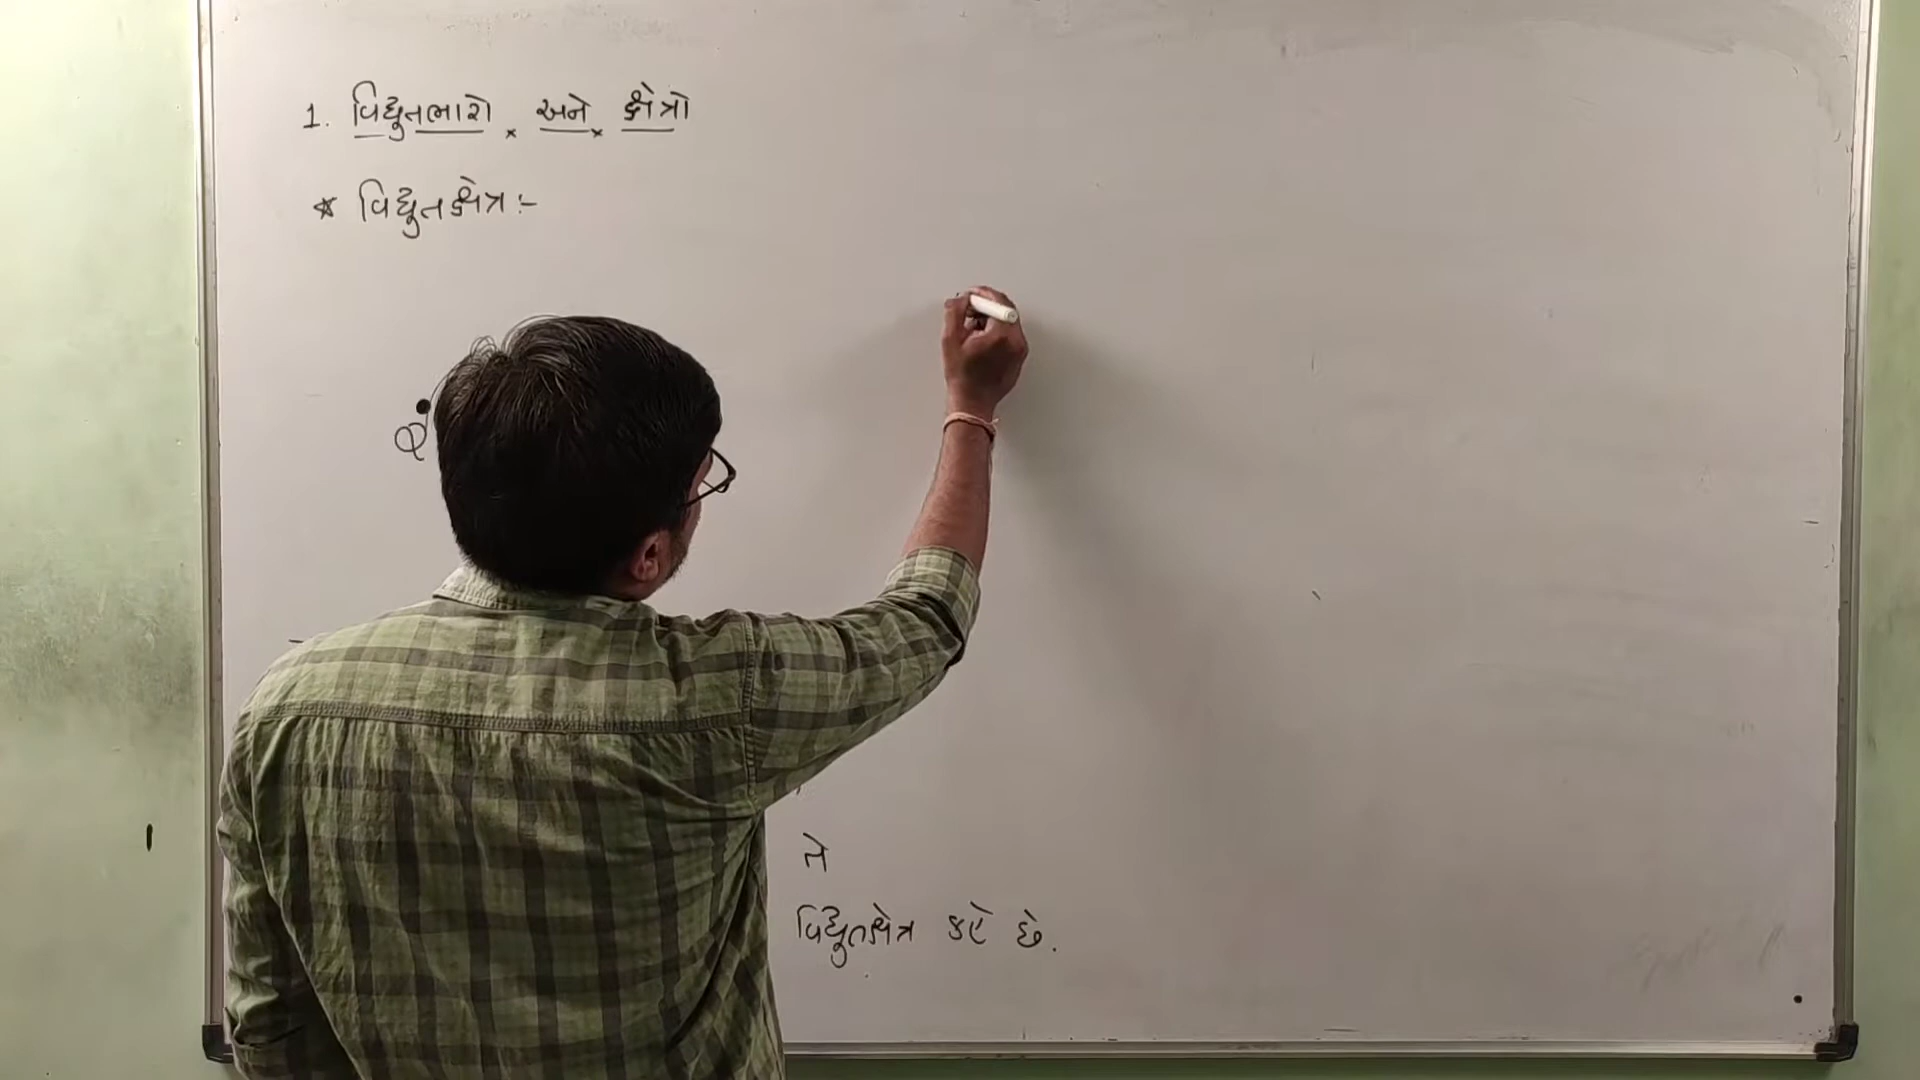 1. વિદ્યુતભારો અને ક્ષેત્રો
* વિદ્યુતક્ષેત્ર :-
Q
તે
વિદ્યુતક્ષેત્ર કહે છે.